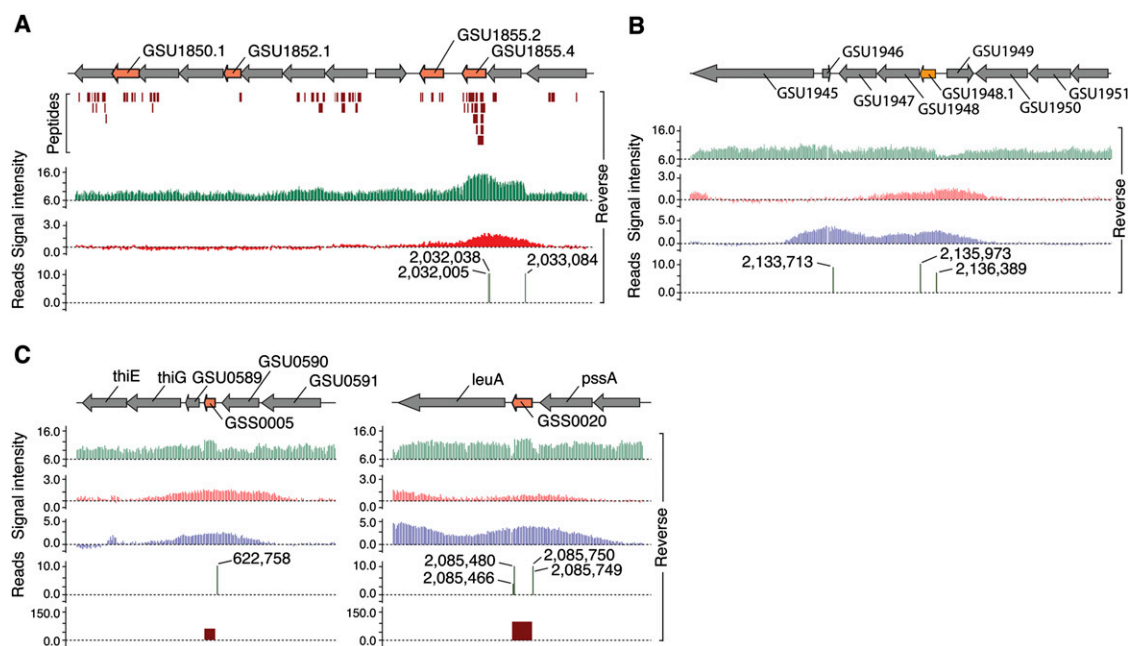 A
GSU1855.2
GSU1850.1
GSU1852.1
GSU1855.4
Peptides
Reverse
Signal intensity
16.0
6.0
3.0
0.0
Reads
10.0
0.0
2,032,038
2,032,005
2,033,084
B
GSU1946
GSU1949
GSU1945
GSU1947
GSU1948
GSU1948.1
GSU1950
GSU1951
Reverse
Signal intensity
16.0
6.0
3.0
0.0
5.0
0.0
Reads
10.0
0.0
2,133,713
2,135,973
2,136,389
C
thiE
thiG
GSU0589
GSU0590
GSU0591
GSS0005
Signal intensity
16.0
6.0
3.0
0.0
5.0
0.0
Reads
10.0
0.0
622,758
150.0
0.0
leuA
pssA
GSS0020
Reverse
16.0
6.0
3.0
0.0
5.0
0.0
10.0
0.0
2,085,480
2,085,466
2,085,750
2,085,749
150.0
0.0